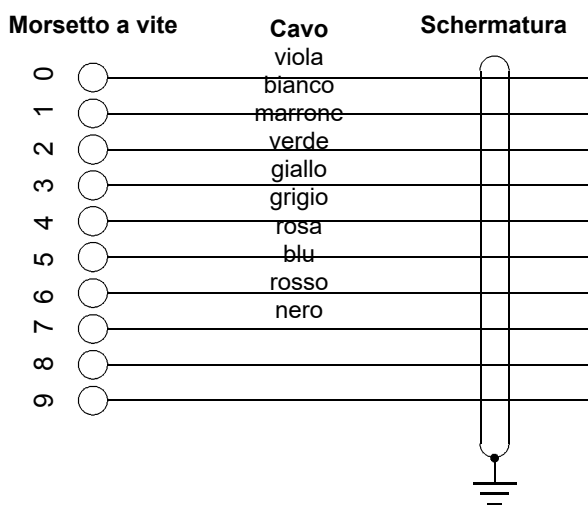 Morsetto a vite
Cavo
Schermatura
viola
bianco
marrone
verde
giallo
grigio
rosa
blu
rosso
nero
0
1
2
3
4
5
6
7
8
9